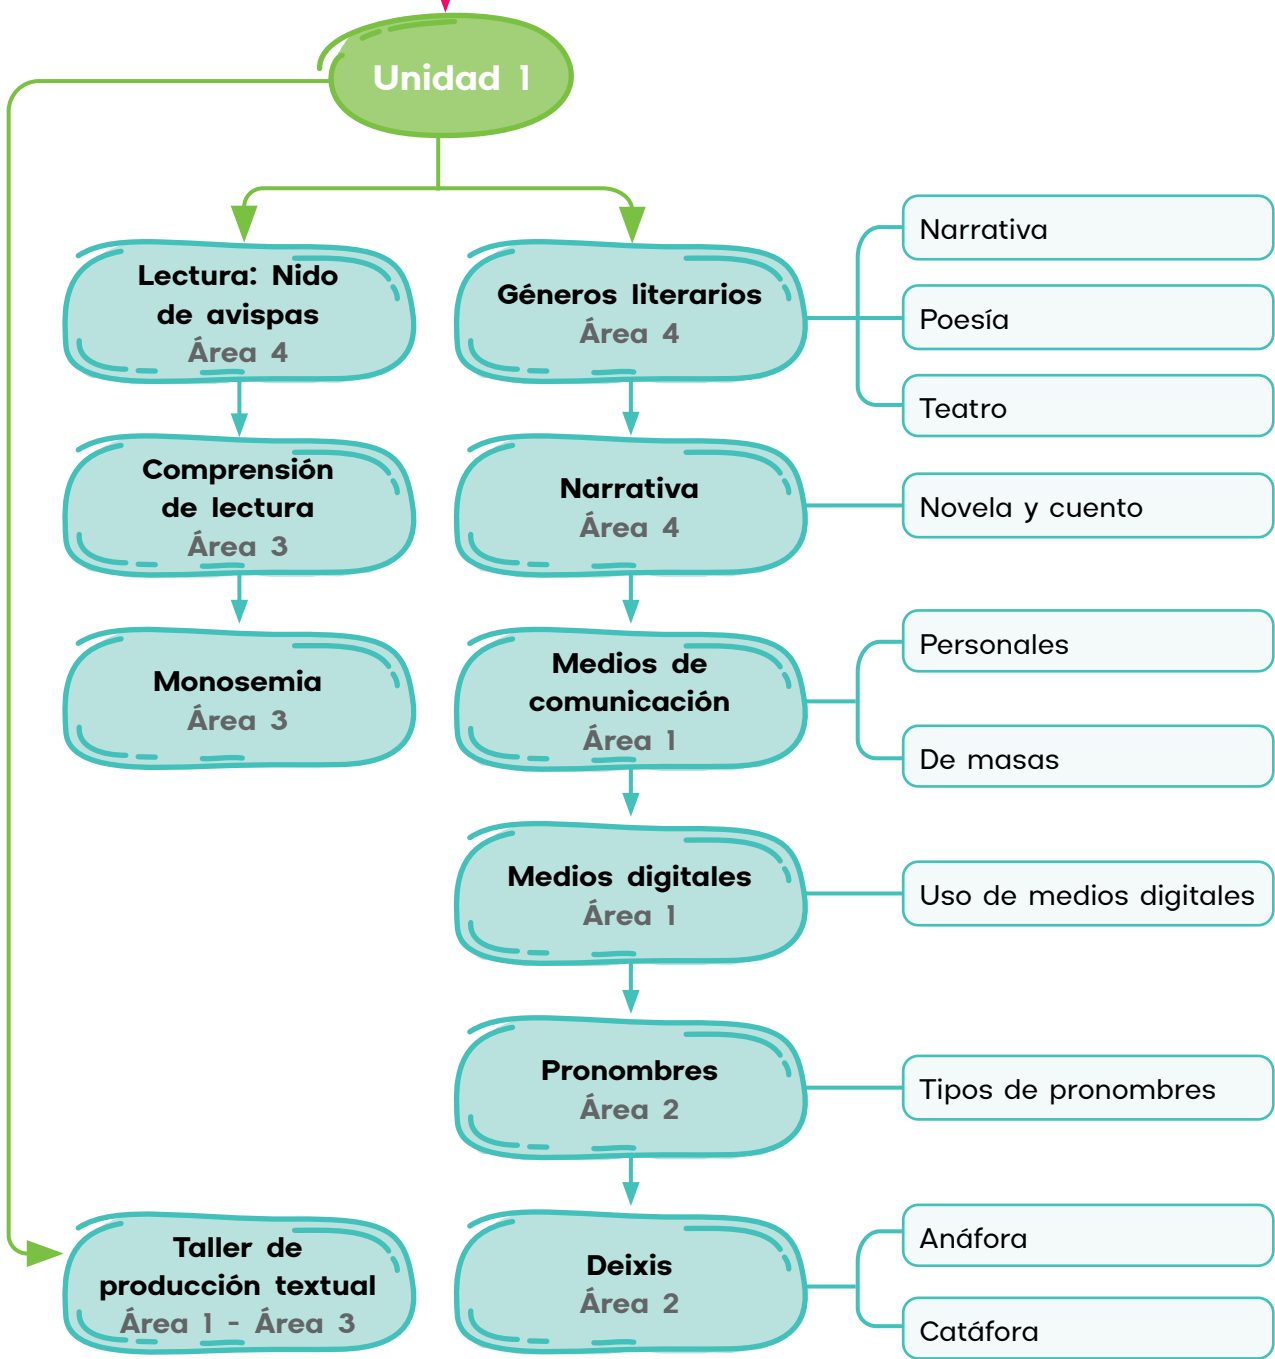 Unidad 1
Lectura: Nido
de avispas
Área 4
Comprensión
de lectura
Área 3
Monosemia
Área 3
Géneros literarios
Área 4
Narrativa
Poesía
Teatro
Narrativa
Área 4
Novela y cuento
Medios de
comunicación
Área 1
Personales
De masas
Medios digitales
Área 1
Uso de medios digitales
Pronombres
Área 2
Tipos de pronombres
Deixis
Área 2
Anáfora
Catáfora
Taller de
producción textual
Área 1 - Área 3